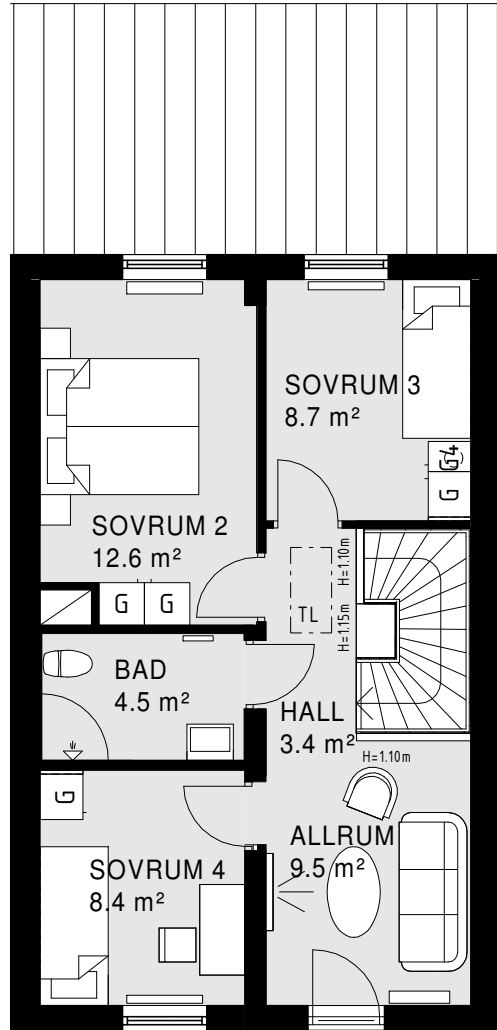 SOVRUM 3
8.7 m²
G4
G
SOVRUM 2
12.6 m²
G
G
H=1.10m
TL
H=1.15m
BAD
4.5 m²
HALL
3.4 m²
H=1.10m
G
ALLRUM
9.5 m²
SOVRUM 4
8.4 m²